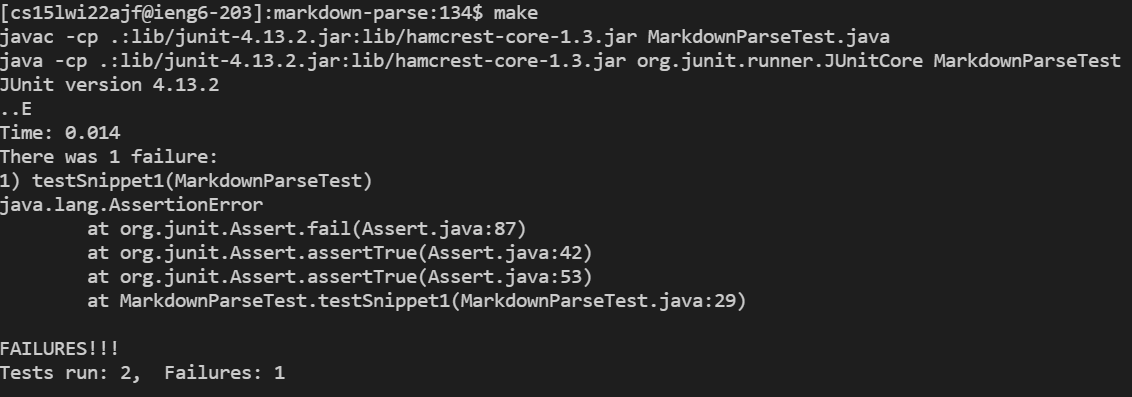 [cs15lwi22ajf@ieng6-203]:markdown-parse:134$ make
javac -cp .:lib/junit-4.13.2.jar:lib/hamcrest-core-1.3.jar MarkdownParseTest.java
java -cp .:lib/junit-4.13.2.jar:lib/hamcrest-core-1.3.jar org.junit.runner.JUnitCore MarkdownParseTest
JUnit version 4.13.2
..E
Time: 0.014
There was 1 failure:
1) testSnippet1(MarkdownParseTest)
java.lang.AssertionError
        at org.junit.Assert.fail(Assert.java:87)
        at org.junit.Assert.assertTrue(Assert.java:42)
        at org.junit.Assert.assertTrue(Assert.java:53)
        at MarkdownParseTest.testSnippet1(MarkdownParseTest.java:29)

FAILURES!!!
Tests run: 2,  Failures: 1